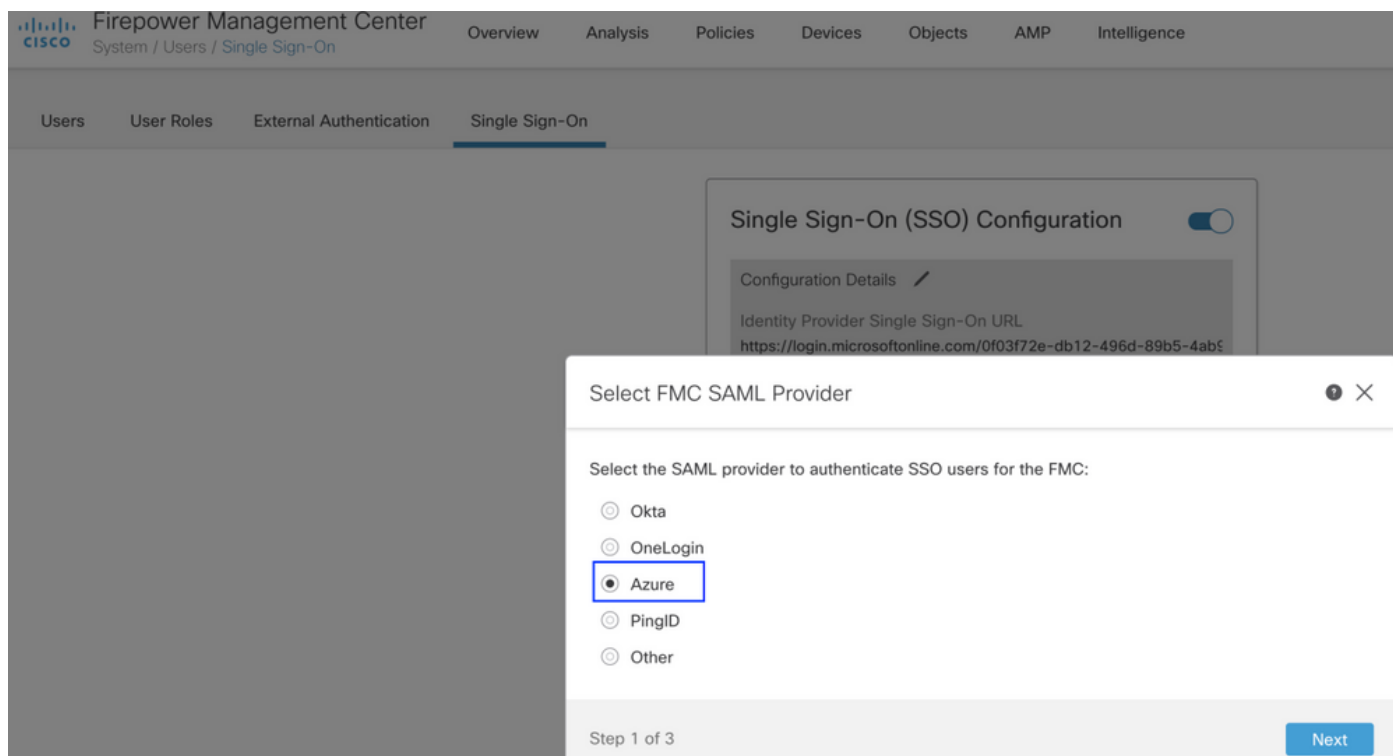 CISCO
Firepower Management Center
System / Users / Single Sign-On
Overview Analysis Policies Devices Objects AMP Intelligence
Users User Roles External Authentication Single Sign-On
Single Sign-On (SSO) Configuration
Configuration Details
Identity Provider Single Sign-On URL
https://login.microsoftonline.com/0f03f72e-db12-496d-89b5-4ab9
Select FMC SAML Provider
Select the SAML provider to authenticate SSO users for the FMC:
Okta
OneLogin
Azure
PingID
Other
Step 1 of 3
Next